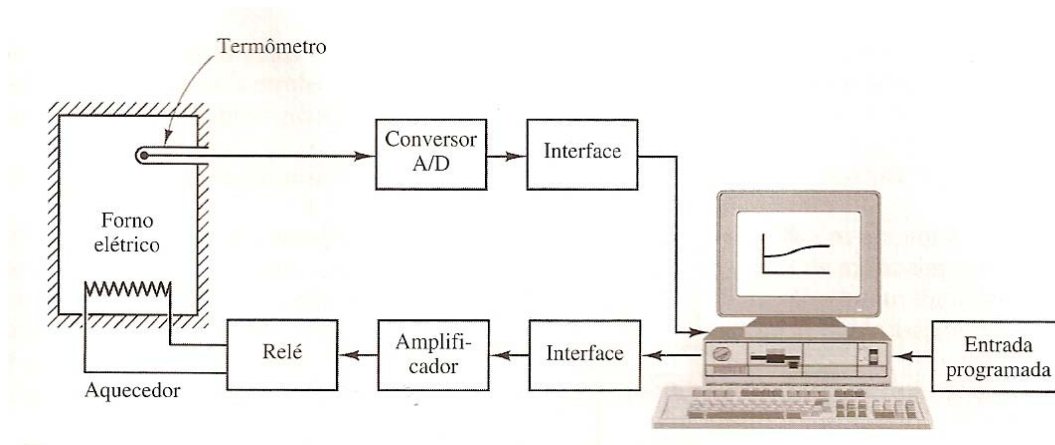 Termômetro
Conversor
A/D
Interface
Forno
elétrico
Relé
Amplifi-
cador
Interface
Entrada
programada
Aquecedor